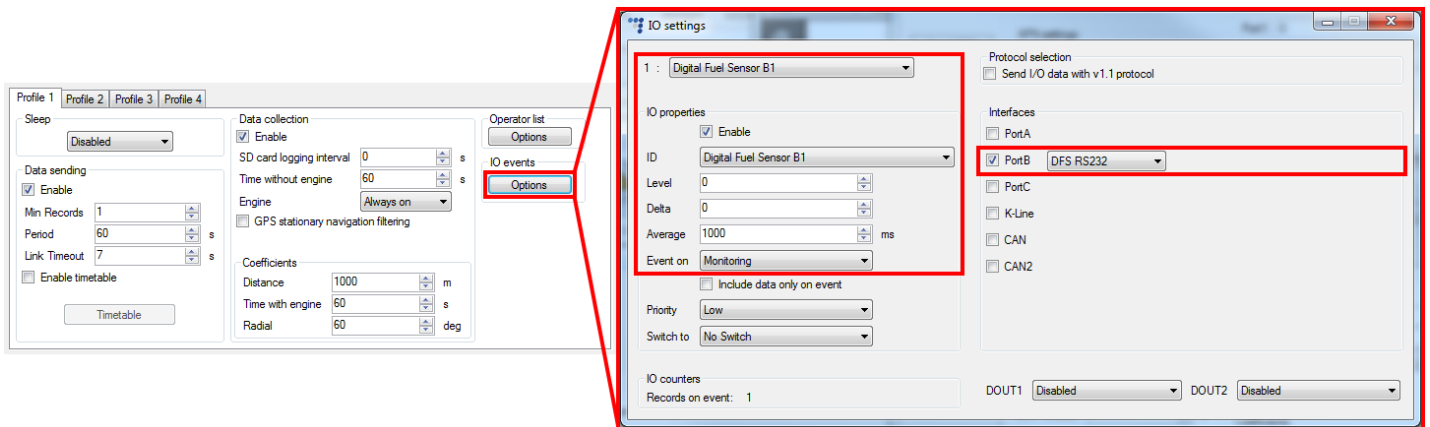 Profile 1 Profile 2 Profile 3 Profile 4
Sleep
Disabled
Data sending
Enable
Min Records 1
Period 60 s
Link Timeout 7 s
Enable timetable
Timetable
Data collection
Enable
SD card logging interval 0 s
Time without engine 60 s
Engine Always on
GPS stationary navigation filtering
Coefficients
Distance 1000 m
Time with engine 60 s
Radial 60 deg
Operator list
Options
IO events
Options
IO settings
1 : Digital Fuel Sensor B1
IO properties
Enable
ID Digital Fuel Sensor B1
Level 0
Delta 0
Average 1000 ms
Event on Monitoring
Include data only on event
Priority Low
Switch to No Switch
IO counters
Records on event: 1
Protocol selection
Send I/O data with v1.1 protocol
Interfaces
PortA
PortB DFS RS232
PortC
K-Line
CAN
CAN2
DOUT1 Disabled DOUT2 Disabled